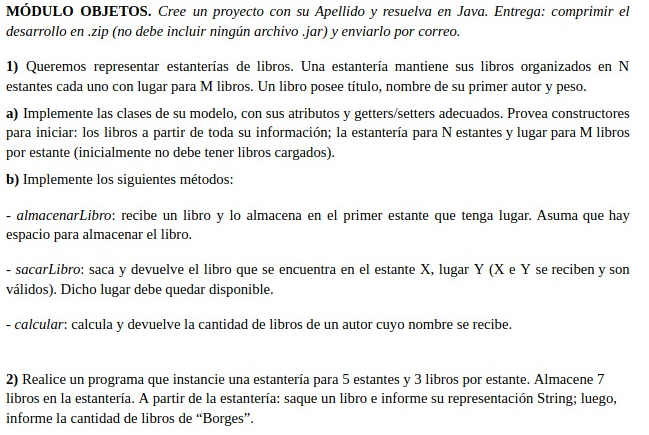 MÓDULO OBJETOS. Cree un proyecto con su Apellido y resuelva en Java. Entrega: comprimir el
desarrollo en .zip (no debe incluir ningún archivo .jar) y enviarlo por correo.
1) Queremos representar estanterías de libros. Una estantería mantiene sus libros organizados en N
estantes cada uno con lugar para M libros. Un libro posee título, nombre de su primer autor y peso.
a) Implemente las clases de su modelo, con sus atributos y getters/setters adecuados. Provea constructores
para iniciar: los libros a partir de toda su información; la estantería para N estantes y lugar para M libros
por estante (inicialmente no debe tener libros cargados).
b) Implemente los siguientes métodos:
- almacenarLibro: recibe un libro y lo almacena en el primer estante que tenga lugar. Asuma que hay
espacio para almacenar el libro.
- sacarLibro: saca y devuelve el libro que se encuentra en el estante X, lugar Y (X e Y se reciben y son
válidos). Dicho lugar debe quedar disponible.
- calcular: calcula y devuelve la cantidad de libros de un autor cuyo nombre se recibe.
2) Realice un programa que instancie una estantería para 5 estantes y 3 libros por estante. Almacene 7
libros en la estantería. A partir de la estantería: saque un libro e informe su representación String; luego,
informe la cantidad de libros de “Borges”.